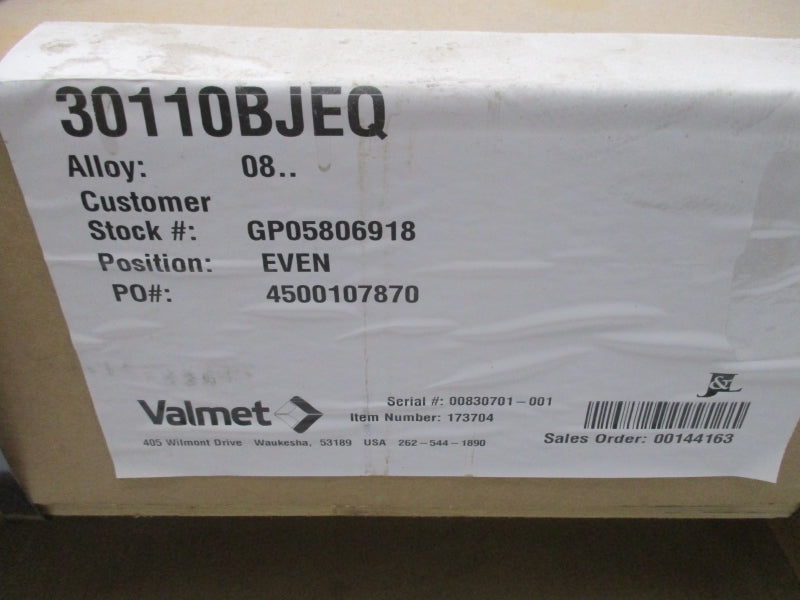 30110BJEQ
Alloy: 08..
Customer
Stock #: GP05806918
Position: EVEN
PO#: 4500107870
J&L
Valmet
Serial #: 00830701-001
Item Number: 173704
405 Wilmont Drive Waukesha, 53189 USA 262-544-1890
Sales Order: 00144163